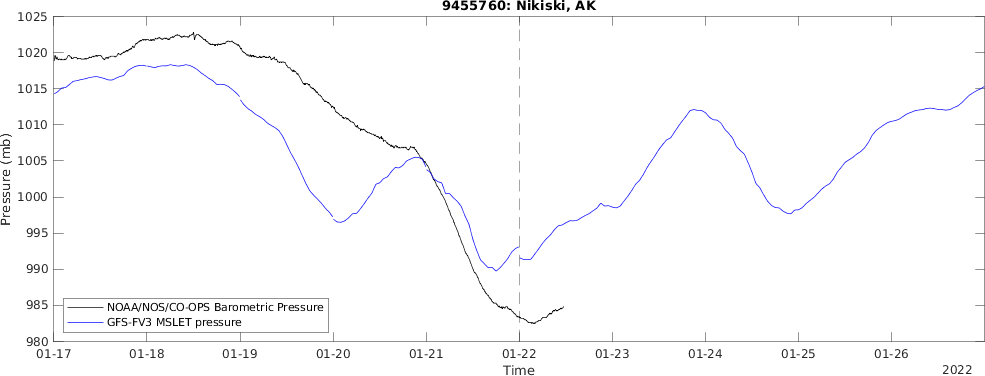 9455760: Nikiski, AK
Pressure (mb)
1025
1020
1015
1010
1005
1000
995
990
985
980
NOAA/NOS/CO-OPS Barometric Pressure
GFS-FV3 MSLET pressure
01-17 01-18 01-19 01-20 01-21 01-22 01-23 01-24 01-25 01-26
Time
2022